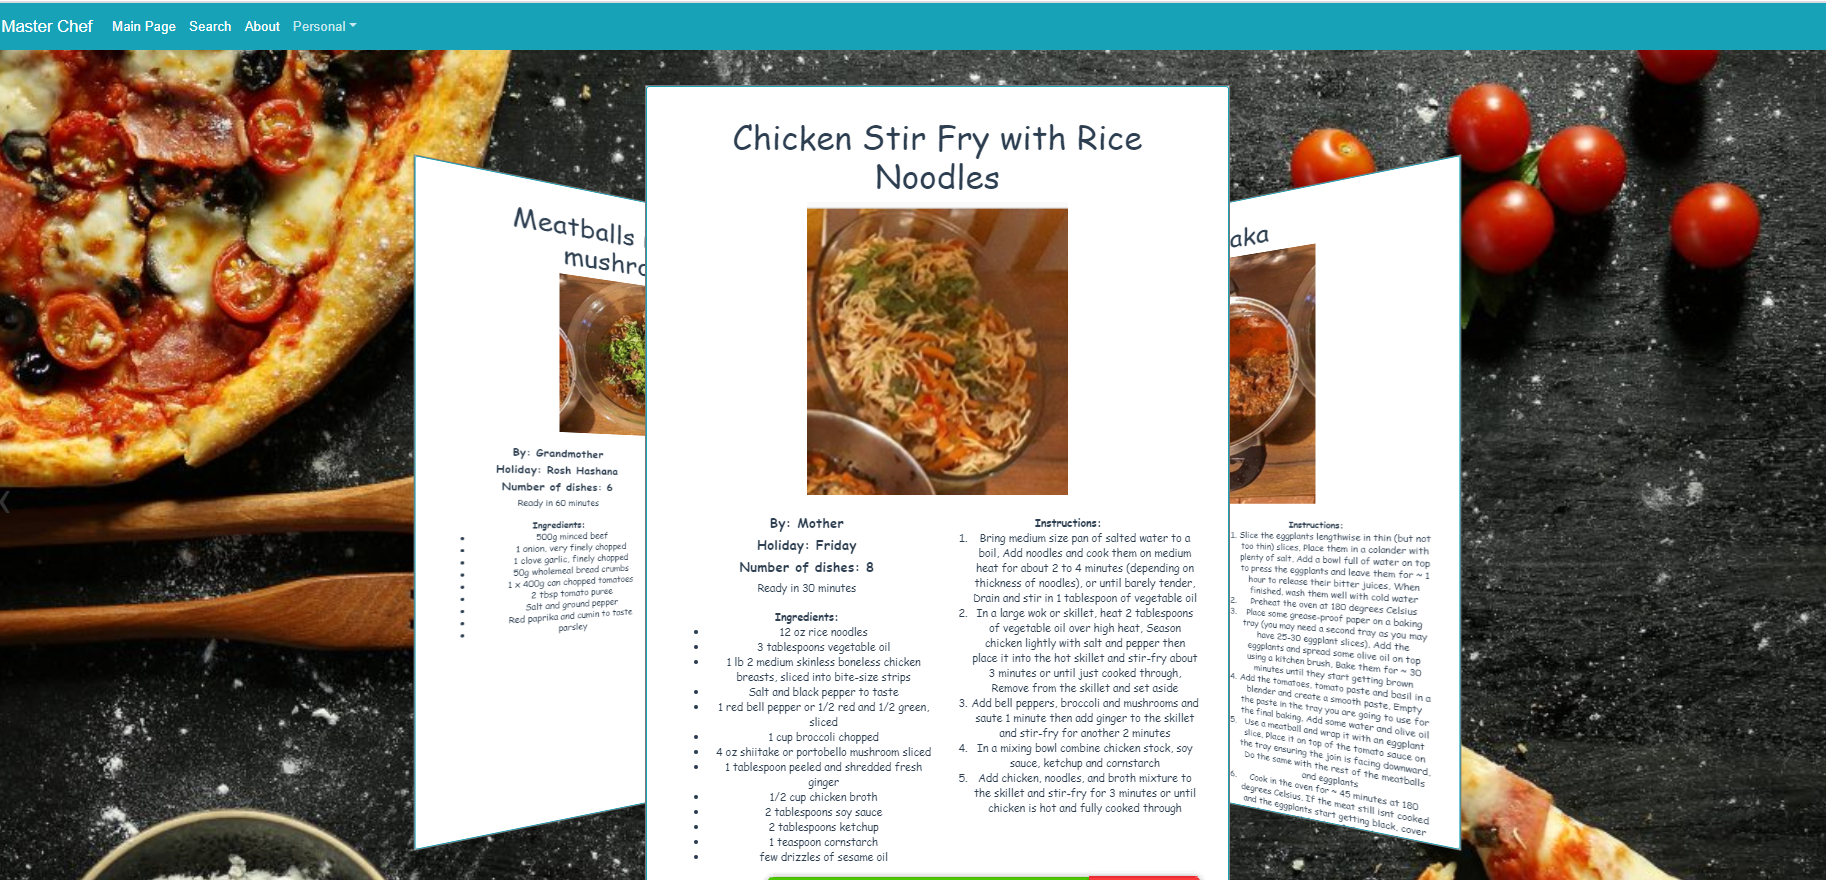 Master Chef Main Page Search About Personal
Meatballs
By: Grandmother
Holiday: Rosh Hashana
Number of dishes: 6
Ready in 60 minutes
Ingredients:
500g minced beef
1 onion, very finely chopped
1 clove garlic, finely chopped
50g wholemeal bread crumbs
1 x 400g can chopped tomatoes
2 tbsp tomato puree
Salt and ground pepper
Red paprika and cumin to taste
parsley
Chicken Stir Fry with Rice
Noodles
By: Mother
Holiday: Friday
Number of dishes: 8
Ready in 30 minutes
Ingredients:
12 oz rice noodles
3 tablespoons vegetable oil
1 lb 2 medium skinless boneless chicken
breasts, sliced into bite-size strips
Salt and black pepper to taste
1 red bell pepper or 1/2 red and 1/2 green,
sliced
1 cup broccoli chopped
4 oz shiitake or portobello mushroom sliced
1 tablespoon peeled and shredded fresh
ginger
1/2 cup chicken broth
2 tablespoons soy sauce
2 tablespoons ketchup
1 teaspoon cornstarch
few drizzles of sesame oil
Instructions:
1. Bring medium size pan of salted water to a
boil, Add noodles and cook them on medium
heat for about 2 to 4 minutes (depending on
thickness of noodles), or until barely tender,
Drain and stir in 1 tablespoon of vegetable oil
2. In a large wok or skillet, heat 2 tablespoons
of vegetable oil over high heat, Season
chicken lightly with salt and pepper then
place it into the hot skillet and stir-fry about
3 minutes or until just cooked through,
Remove from the skillet and set aside
3. Add bell peppers, broccoli and mushrooms and
saute 1 minute then add ginger to the skillet
and stir-fry for another 2 minutes
4. In a mixing bowl combine chicken stock, soy
sauce, ketchup and cornstarch
5. Add chicken, noodles, and broth mixture to
the skillet and stir-fry for 3 minutes or until
chicken is hot and fully cooked through
aka
Instructions:
1. Slice the eggplants lengthwise in thin (but not
too thin) slices, Place them in a colander with
plenty of salt, Add a bowl full of water on top
to press the eggplants and leave them for ~ 1
hour to release their bitter juices, When
finished, wash them well with cold water
2. Preheat the oven at 180 degrees Celsius
3. Place some grease-proof paper on a baking
tray (you may need a second tray as you may
have 25-30 eggplant slices), Add the
eggplants and spread some olive oil on top
using a kitchen brush, Bake them for ~ 30
minutes until they start getting brown
4. Add the tomatoes, tomato paste and basil in a
blender and create a smooth paste, Empty
the paste in the tray you are going to use for
the final baking, Add some water and olive oil
5. Use a meatball and wrap it with an eggplant
slice, Place it on top of the tomato sauce on
the tray ensuring the join is facing downward,
Do the same with the rest of the meatballs
and eggplants
6. Cook in the oven for ~ 45 minutes at 180
degrees Celsius, If the meat still isnt cooked
and the eggplants start getting black, cover